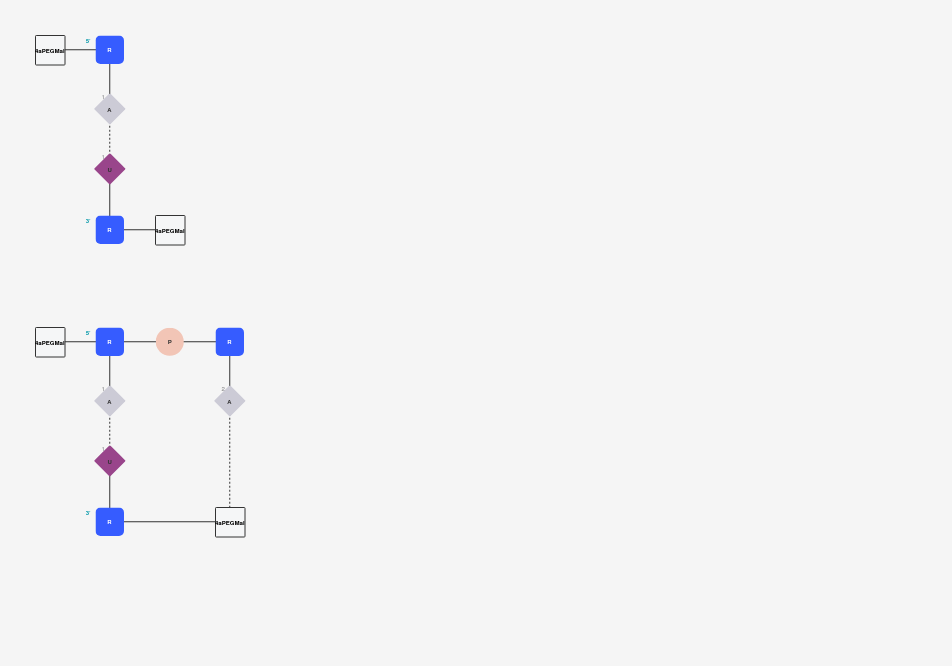 5'
4aPEGMal R
1
A
1
U
3'
R 4aPEGMal
5'
4aPEGMal R P R
1 2
A A
1
U
3'
R 4aPEGMal